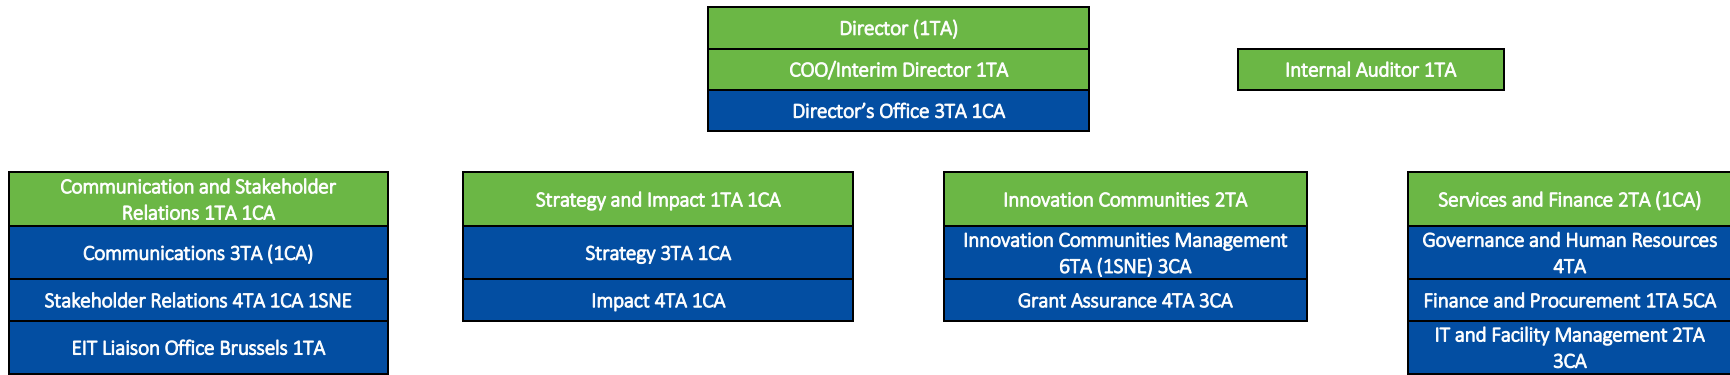 Director (1TA)
COO/Interim Director 1TA
Director’s Office 3TA 1CA
Internal Auditor 1TA
Communication and Stakeholder
Relations 1TA 1CA
Communications 3TA (1CA)
Stakeholder Relations 4TA 1CA 1SNE
EIT Liaison Office Brussels 1TA
Strategy and Impact 1TA 1CA
Strategy 3TA 1CA
Impact 4TA 1CA
Innovation Communities 2TA
Innovation Communities Management
6TA (1SNE) 3CA
Grant Assurance 4TA 3CA
Services and Finance 2TA (1CA)
Governance and Human Resources
4TA
Finance and Procurement 1TA 5CA
IT and Facility Management 2TA
3CA